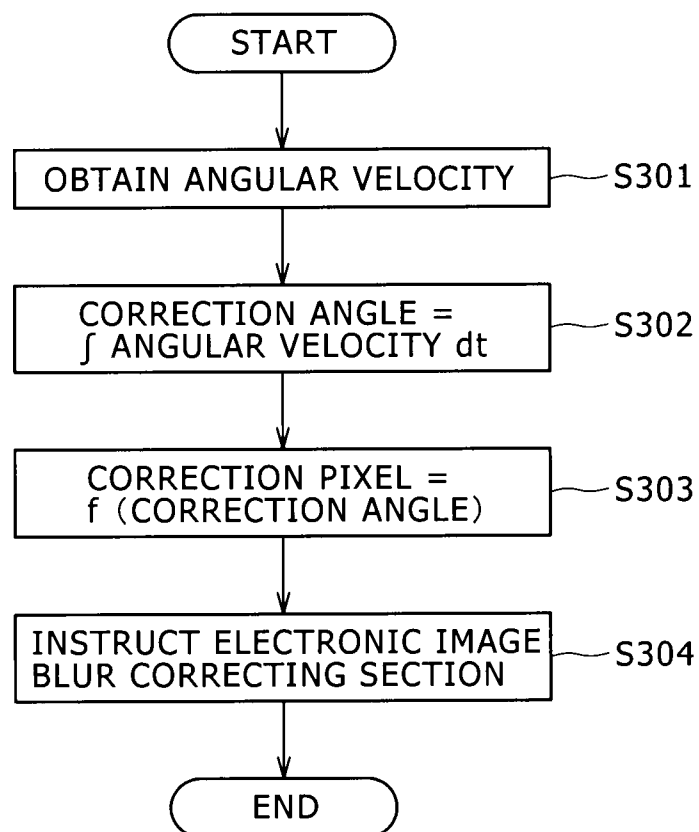 START
OBTAIN ANGULAR VELOCITY
S301
CORRECTION ANGLE =
∫ ANGULAR VELOCITY dt
S302
CORRECTION PIXEL =
f (CORRECTION ANGLE)
S303
INSTRUCT ELECTRONIC IMAGE
BLUR CORRECTING SECTION
S304
END